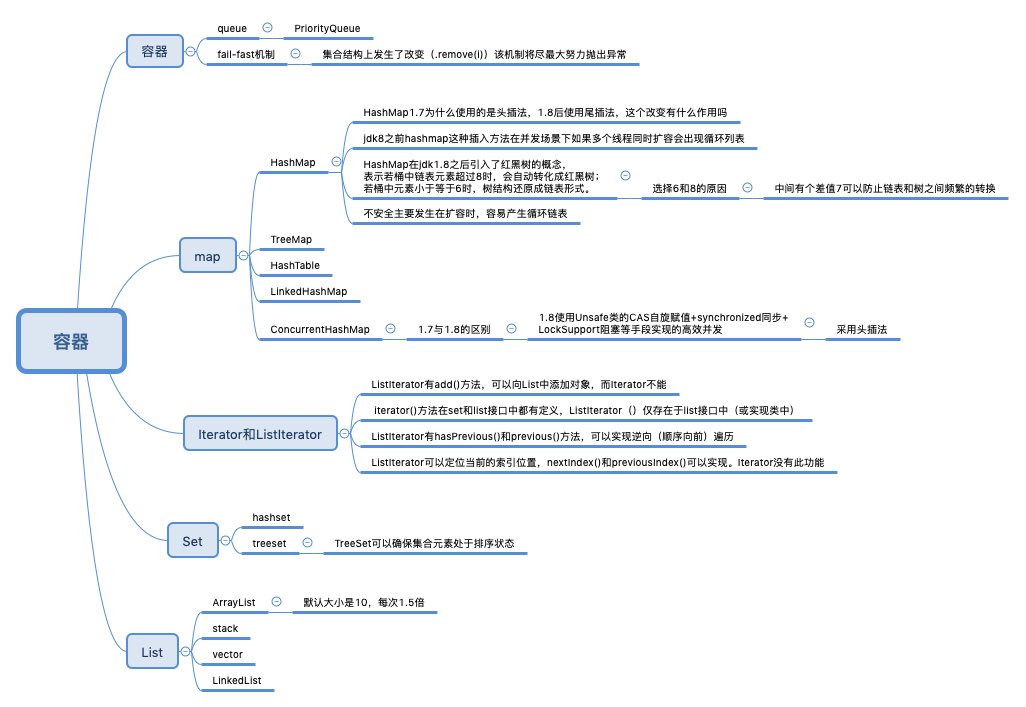 容器
容器
queue
PriorityQueue
fail-fast机制
集合结构上发生了改变（.remove(i)）该机制将尽最大努力抛出异常
map
HashMap
HashMap1.7为什么使用的是头插法，1.8后使用尾插法，这个改变有什么作用吗
jdk8之前hashmap这种插入方法在并发场景下如果多个线程同时扩容会出现循环列表
HashMap在jdk1.8之后引入了红黑树的概念，
表示若桶中链表元素超过8时，会自动转化成红黑树；
若桶中元素小于等于6时，树结构还原成链表形式。
选择6和8的原因
中间有个差值7可以防止链表和树之间频繁的转换
不安全主要发生在扩容时，容易产生循环链表
TreeMap
HashTable
LinkedHashMap
ConcurrentHashMap
1.7与1.8的区别
1.8使用Unsafe类的CAS自旋赋值+synchronized同步+
LockSupport阻塞等手段实现的高效并发
采用头插法
Iterator和ListIterator
ListIterator有add()方法，可以向List中添加对象，而Iterator不能
iterator()方法在set和list接口中都有定义，ListIterator（）仅存在于list接口中（或实现类中）
ListIterator有hasPrevious()和previous()方法，可以实现逆向（顺序向前）遍历
ListIterator可以定位当前的索引位置，nextIndex()和previousIndex()可以实现。Iterator没有此功能
Set
hashset
treeset
TreeSet可以确保集合元素处于排序状态
List
ArrayList
默认大小是10，每次1.5倍
stack
vector
LinkedList